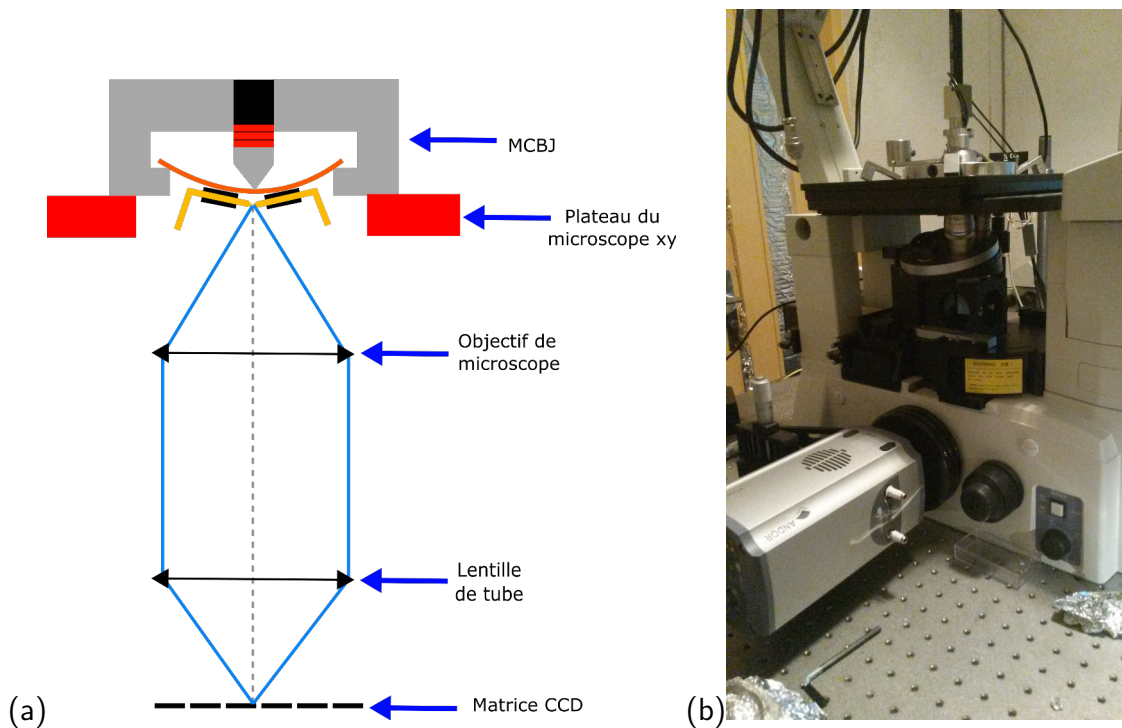 MCBJ
Plateau du
microscope xy
Objectif de
microscope
Lentille
de tube
Matrice CCD
(a)
(b)
ANDOR